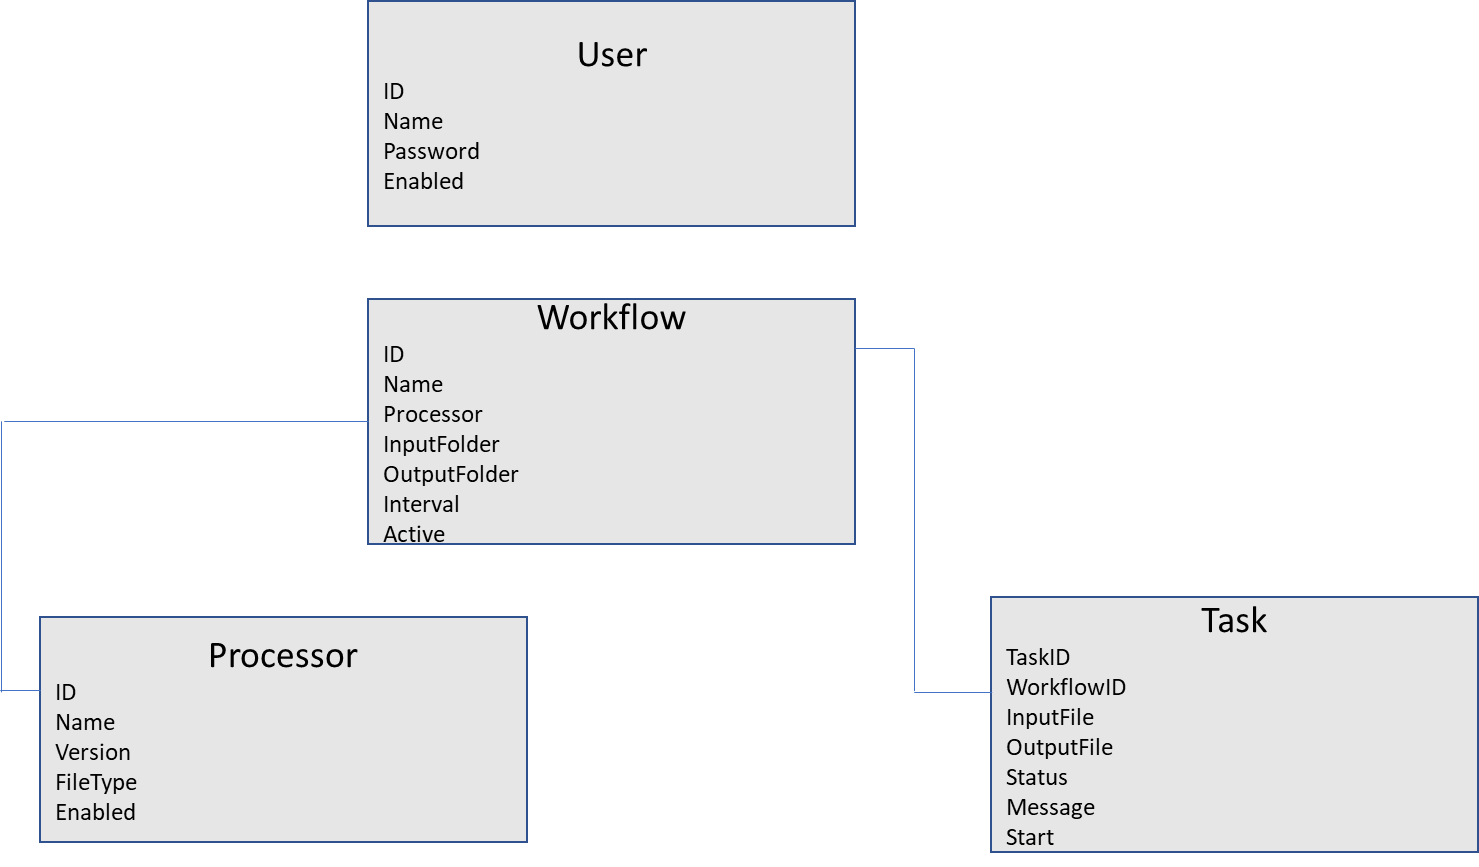 User
ID
Name
Password
Enabled
Workflow
ID
Name
Processor
InputFolder
OutputFolder
Interval
Active
Processor
ID
Name
Version
FileType
Enabled
Task
TaskID
WorkflowID
InputFile
OutputFile
Status
Message
Start